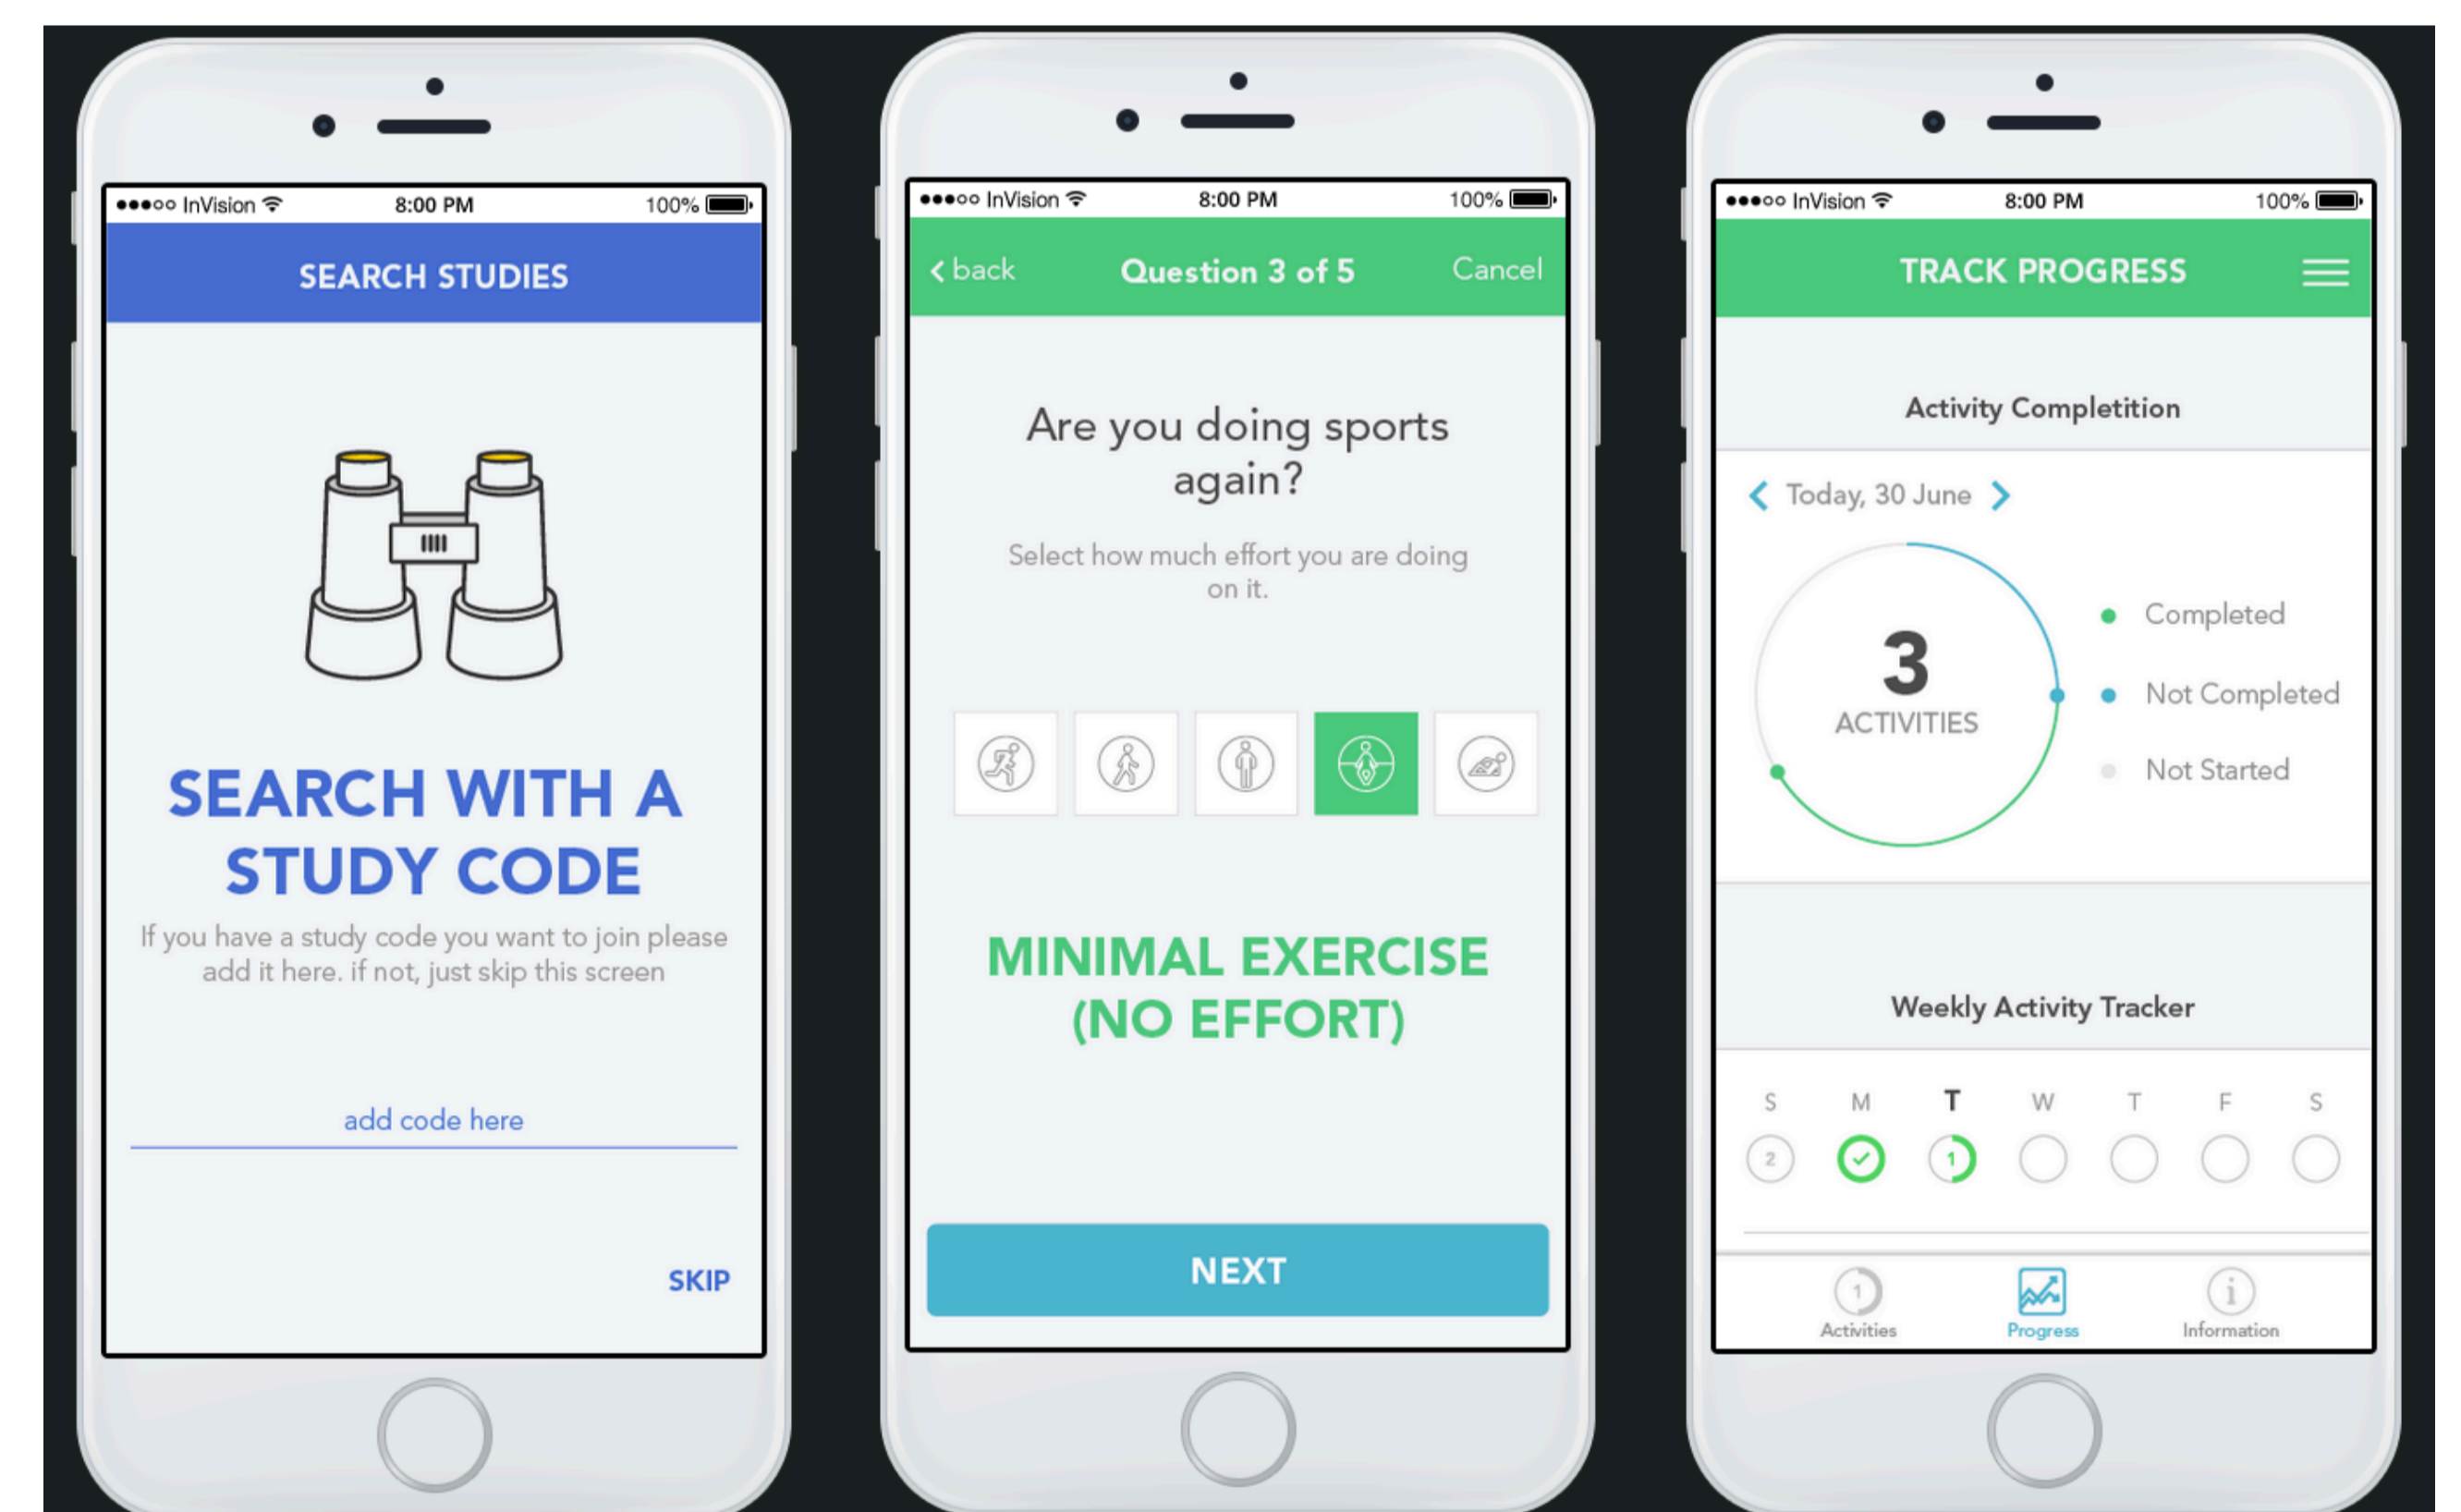 InVision 8:00 PM 100%
SEARCH STUDIES
SEARCH WITH A
STUDY CODE
If you have a study code you want to join please
add it here. if not, just skip this screen
add code here
SKIP
InVision 8:00 PM 100%
back Question 3 of 5 Cancel
Are you doing sports
again?
Select how much effort you are doing
on it.
MINIMAL EXERCISE
(NO EFFORT)
NEXT
InVision 8:00 PM 100%
TRACK PROGRESS
Activity Completition
Today, 30 June
3
ACTIVITIES
Completed
Not Completed
Not Started
Weekly Activity Tracker
S M T W T F S
2 1
1
Activities Progress Information